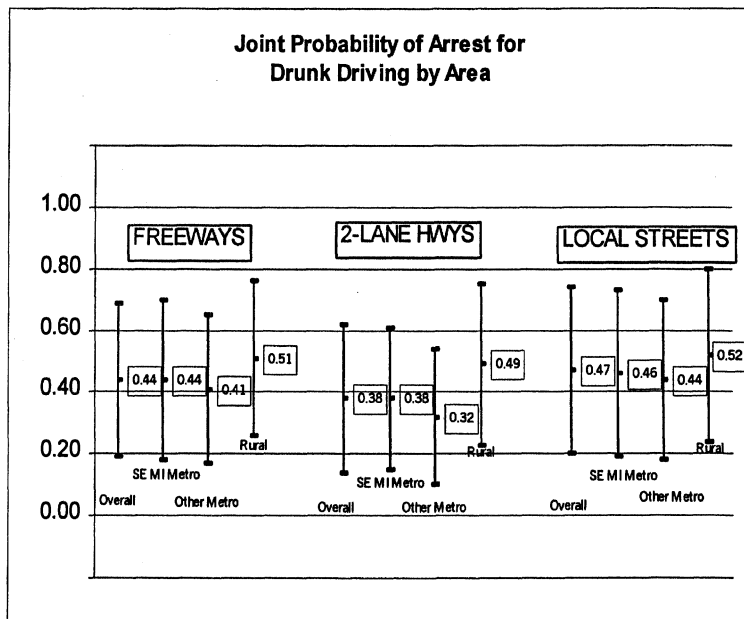 Joint Probability of Arrest for
Drunk Driving by Area
1.00
0.80
0.60
0.40
0.20
0.00
FREEWAYS
2-LANE HWYS
LOCAL STREETS
0.44
0.44
0.41
0.51
0.38
0.38
0.32
0.49
0.47
0.46
0.44
0.52
Overall
SE MI Metro
Other Metro
Rural
Overall
SE MI Metro
Other Metro
Rural
Overall
SE MI Metro
Other Metro
Rural